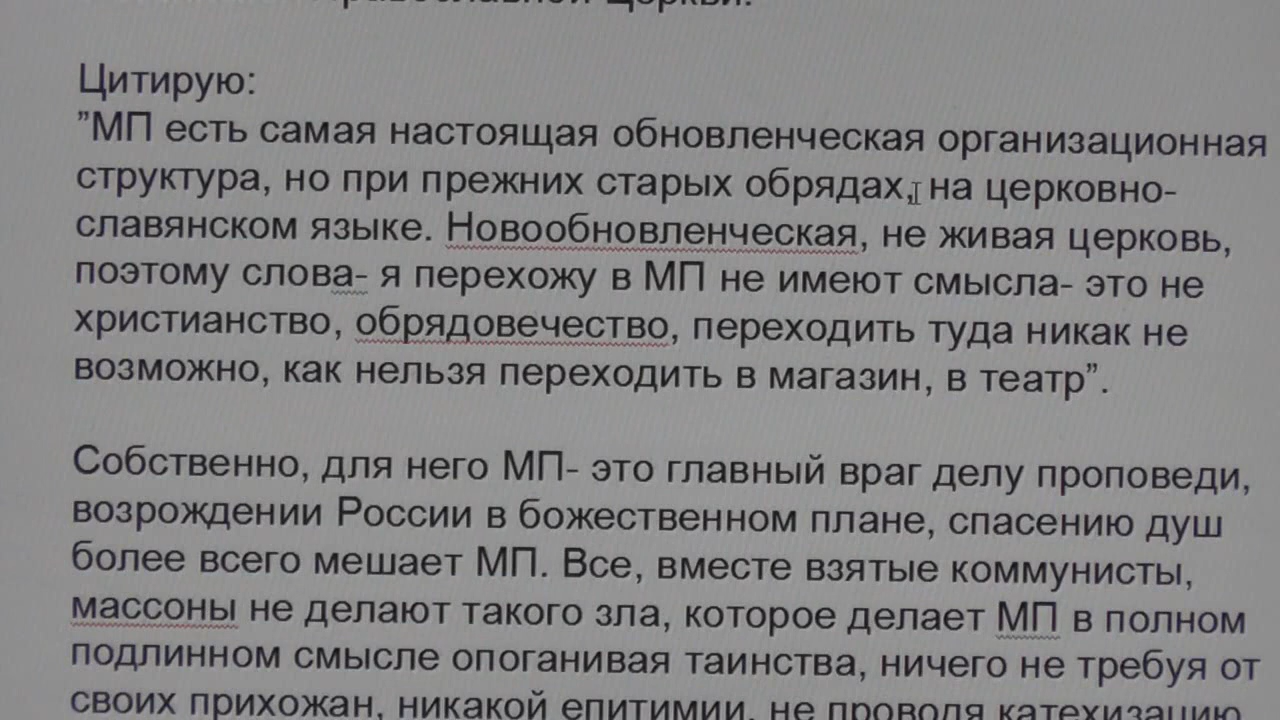 Православной Церкви.
Цитирую:
”МП есть самая настоящая обновленческая организационная
структура, но при прежних старых обрядах, на церковно-
славянском языке. Новообновленческая, не живая церковь,
поэтому слова- я перехожу в МП не имеют смысла- это не
христианство, обрядовечество, переходить туда никак не
возможно, как нельзя переходить в магазин, в театр”.
Собственно, для него МП- это главный враг делу проповеди,
возрождении России в божественном плане, спасению душ
более всего мешает МП. Все, вместе взятые коммунисты,
массоны не делают такого зла, которое делает МП в полном
подлинном смысле опоганивая таинства, ничего не требуя от
своих прихожан, никакой епитимии, не проводя катехизацию